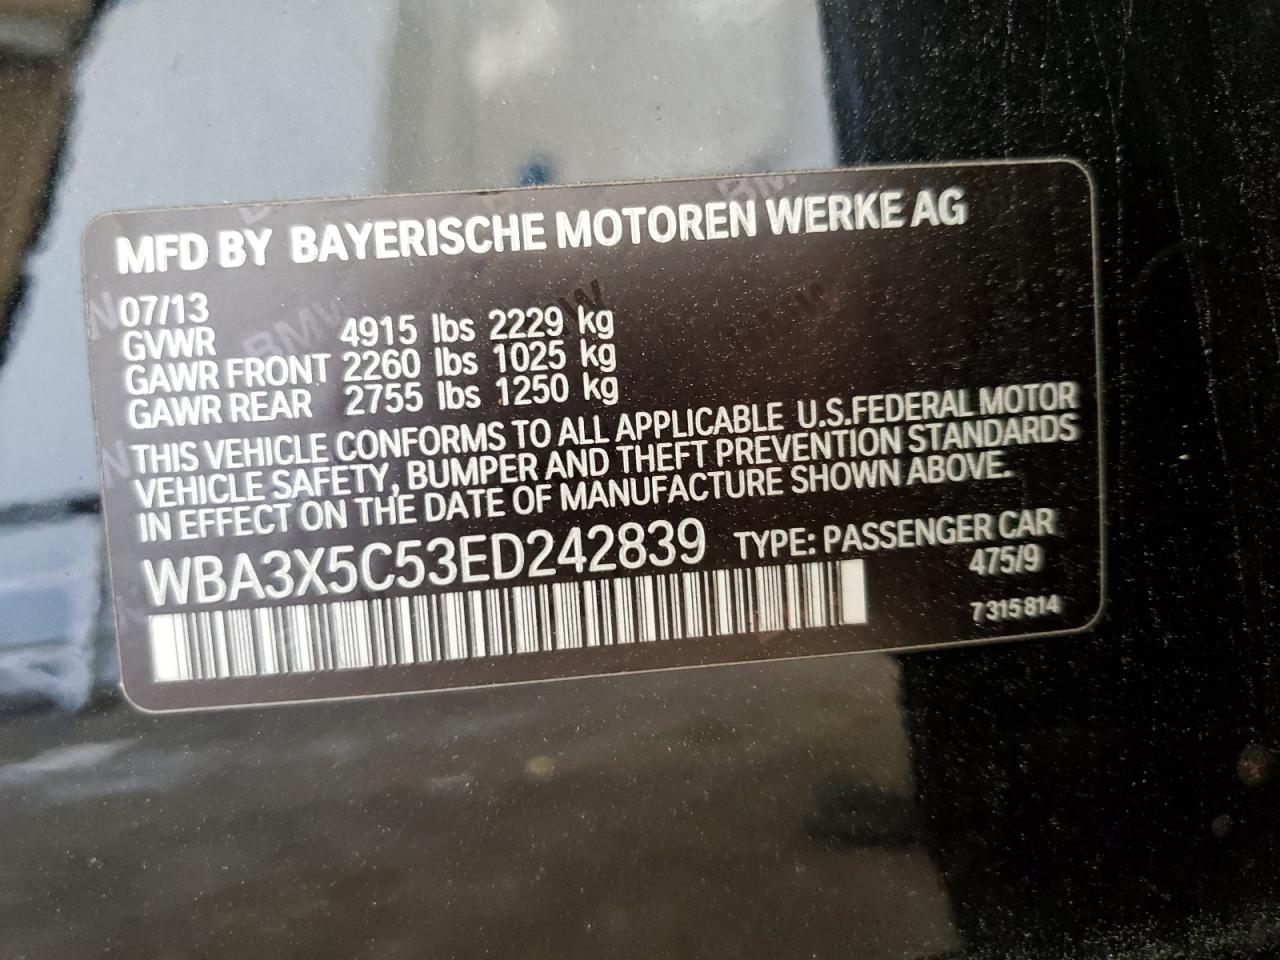 MFD BY BAYERISCHE MOTOREN WERKE AG
07/13
GVWR 4915 lbs 2229 kg
GAWR FRONT 2260 lbs 1025 kg
GAWR REAR 2755 lbs 1250 kg
THIS VEHICLE CONFORMS TO ALL APPLICABLE U.S.FEDERAL MOTOR
VEHICLE SAFETY, BUMPER AND THEFT PREVENTION STANDARDS
IN EFFECT ON THE DATE OF MANUFACTURE SHOWN ABOVE.
WBA3X5C53ED242839 TYPE: PASSENGER CAR
475/9
7 315 814